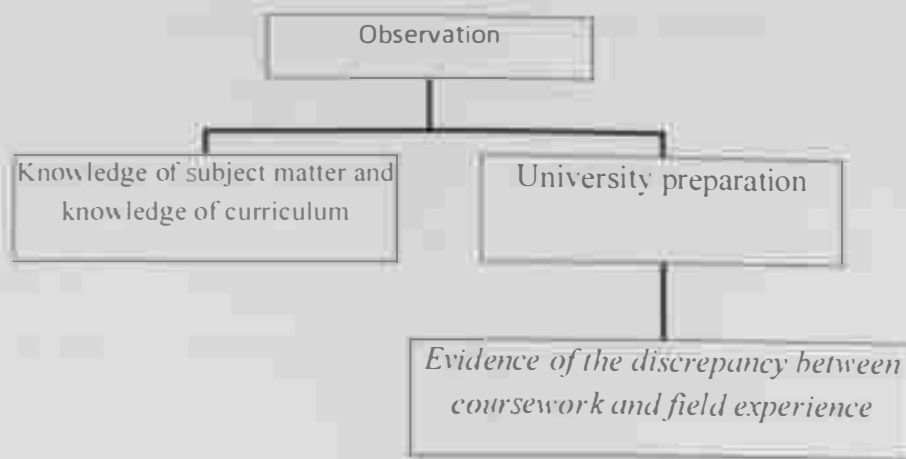 Observation
Knowledge of subject matter and
knowledge of curriculum
University preparation
Evidence of the discrepancy between
coursework and field experience